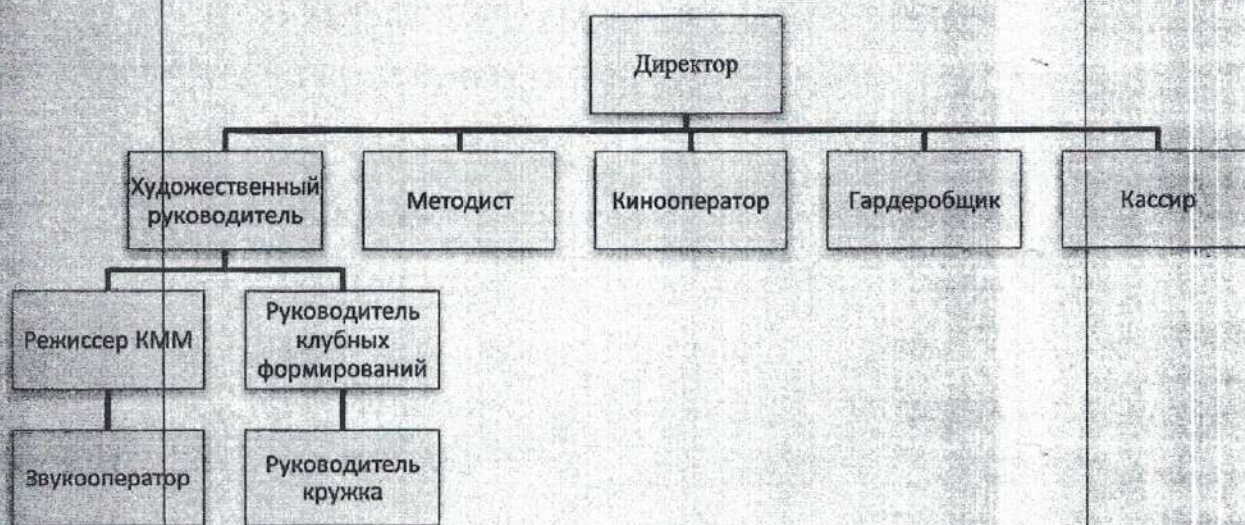 Директор
Художественный
руководитель
Методист
Кинооператор
Гардеробщик
Кассир
Режиссер КММ
Руководитель
клубных
формирований
Звукооператор
Руководитель
кружка